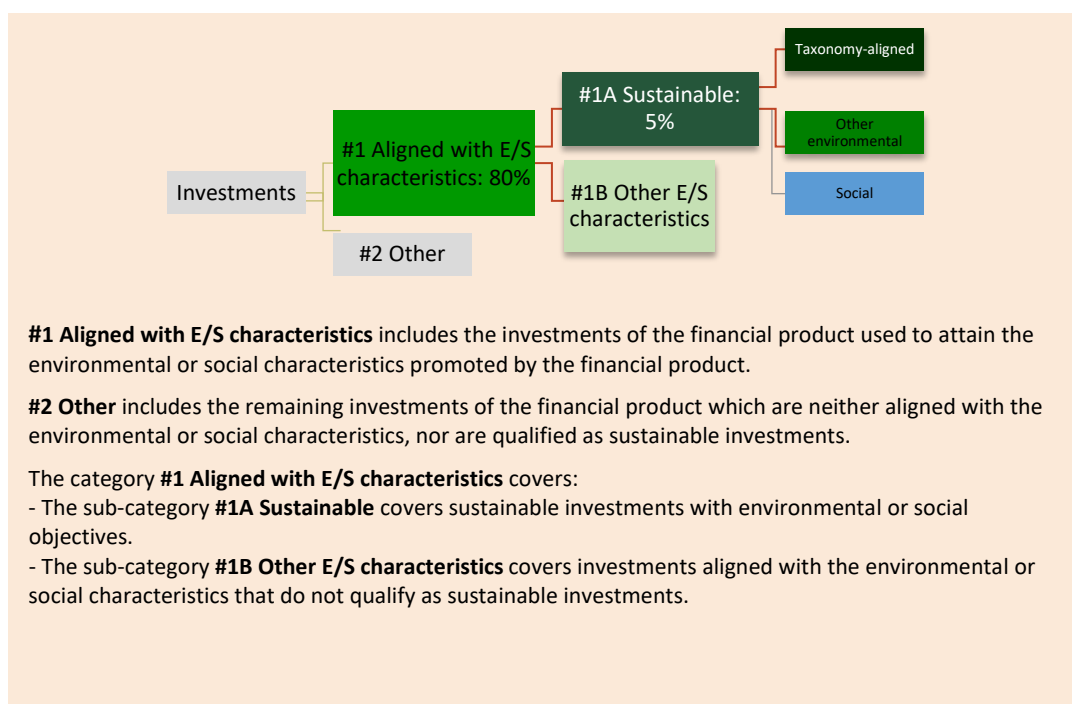 Taxonomy-aligned
#1A Sustainable:
5%
Other
environmental
#1 Aligned with E/S
characteristics: 80%
Investments
#1B Other E/S
characteristics
Social
#2 Other
#1 Aligned with E/S characteristics includes the investments of the financial product used to attain the
environmental or social characteristics promoted by the financial product.
#2 Other includes the remaining investments of the financial product which are neither aligned with the
environmental or social characteristics, nor are qualified as sustainable investments.
The category #1 Aligned with E/S characteristics covers:
- The sub-category #1A Sustainable covers sustainable investments with environmental or social
objectives.
- The sub-category #1B Other E/S characteristics covers investments aligned with the environmental or
social characteristics that do not qualify as sustainable investments.